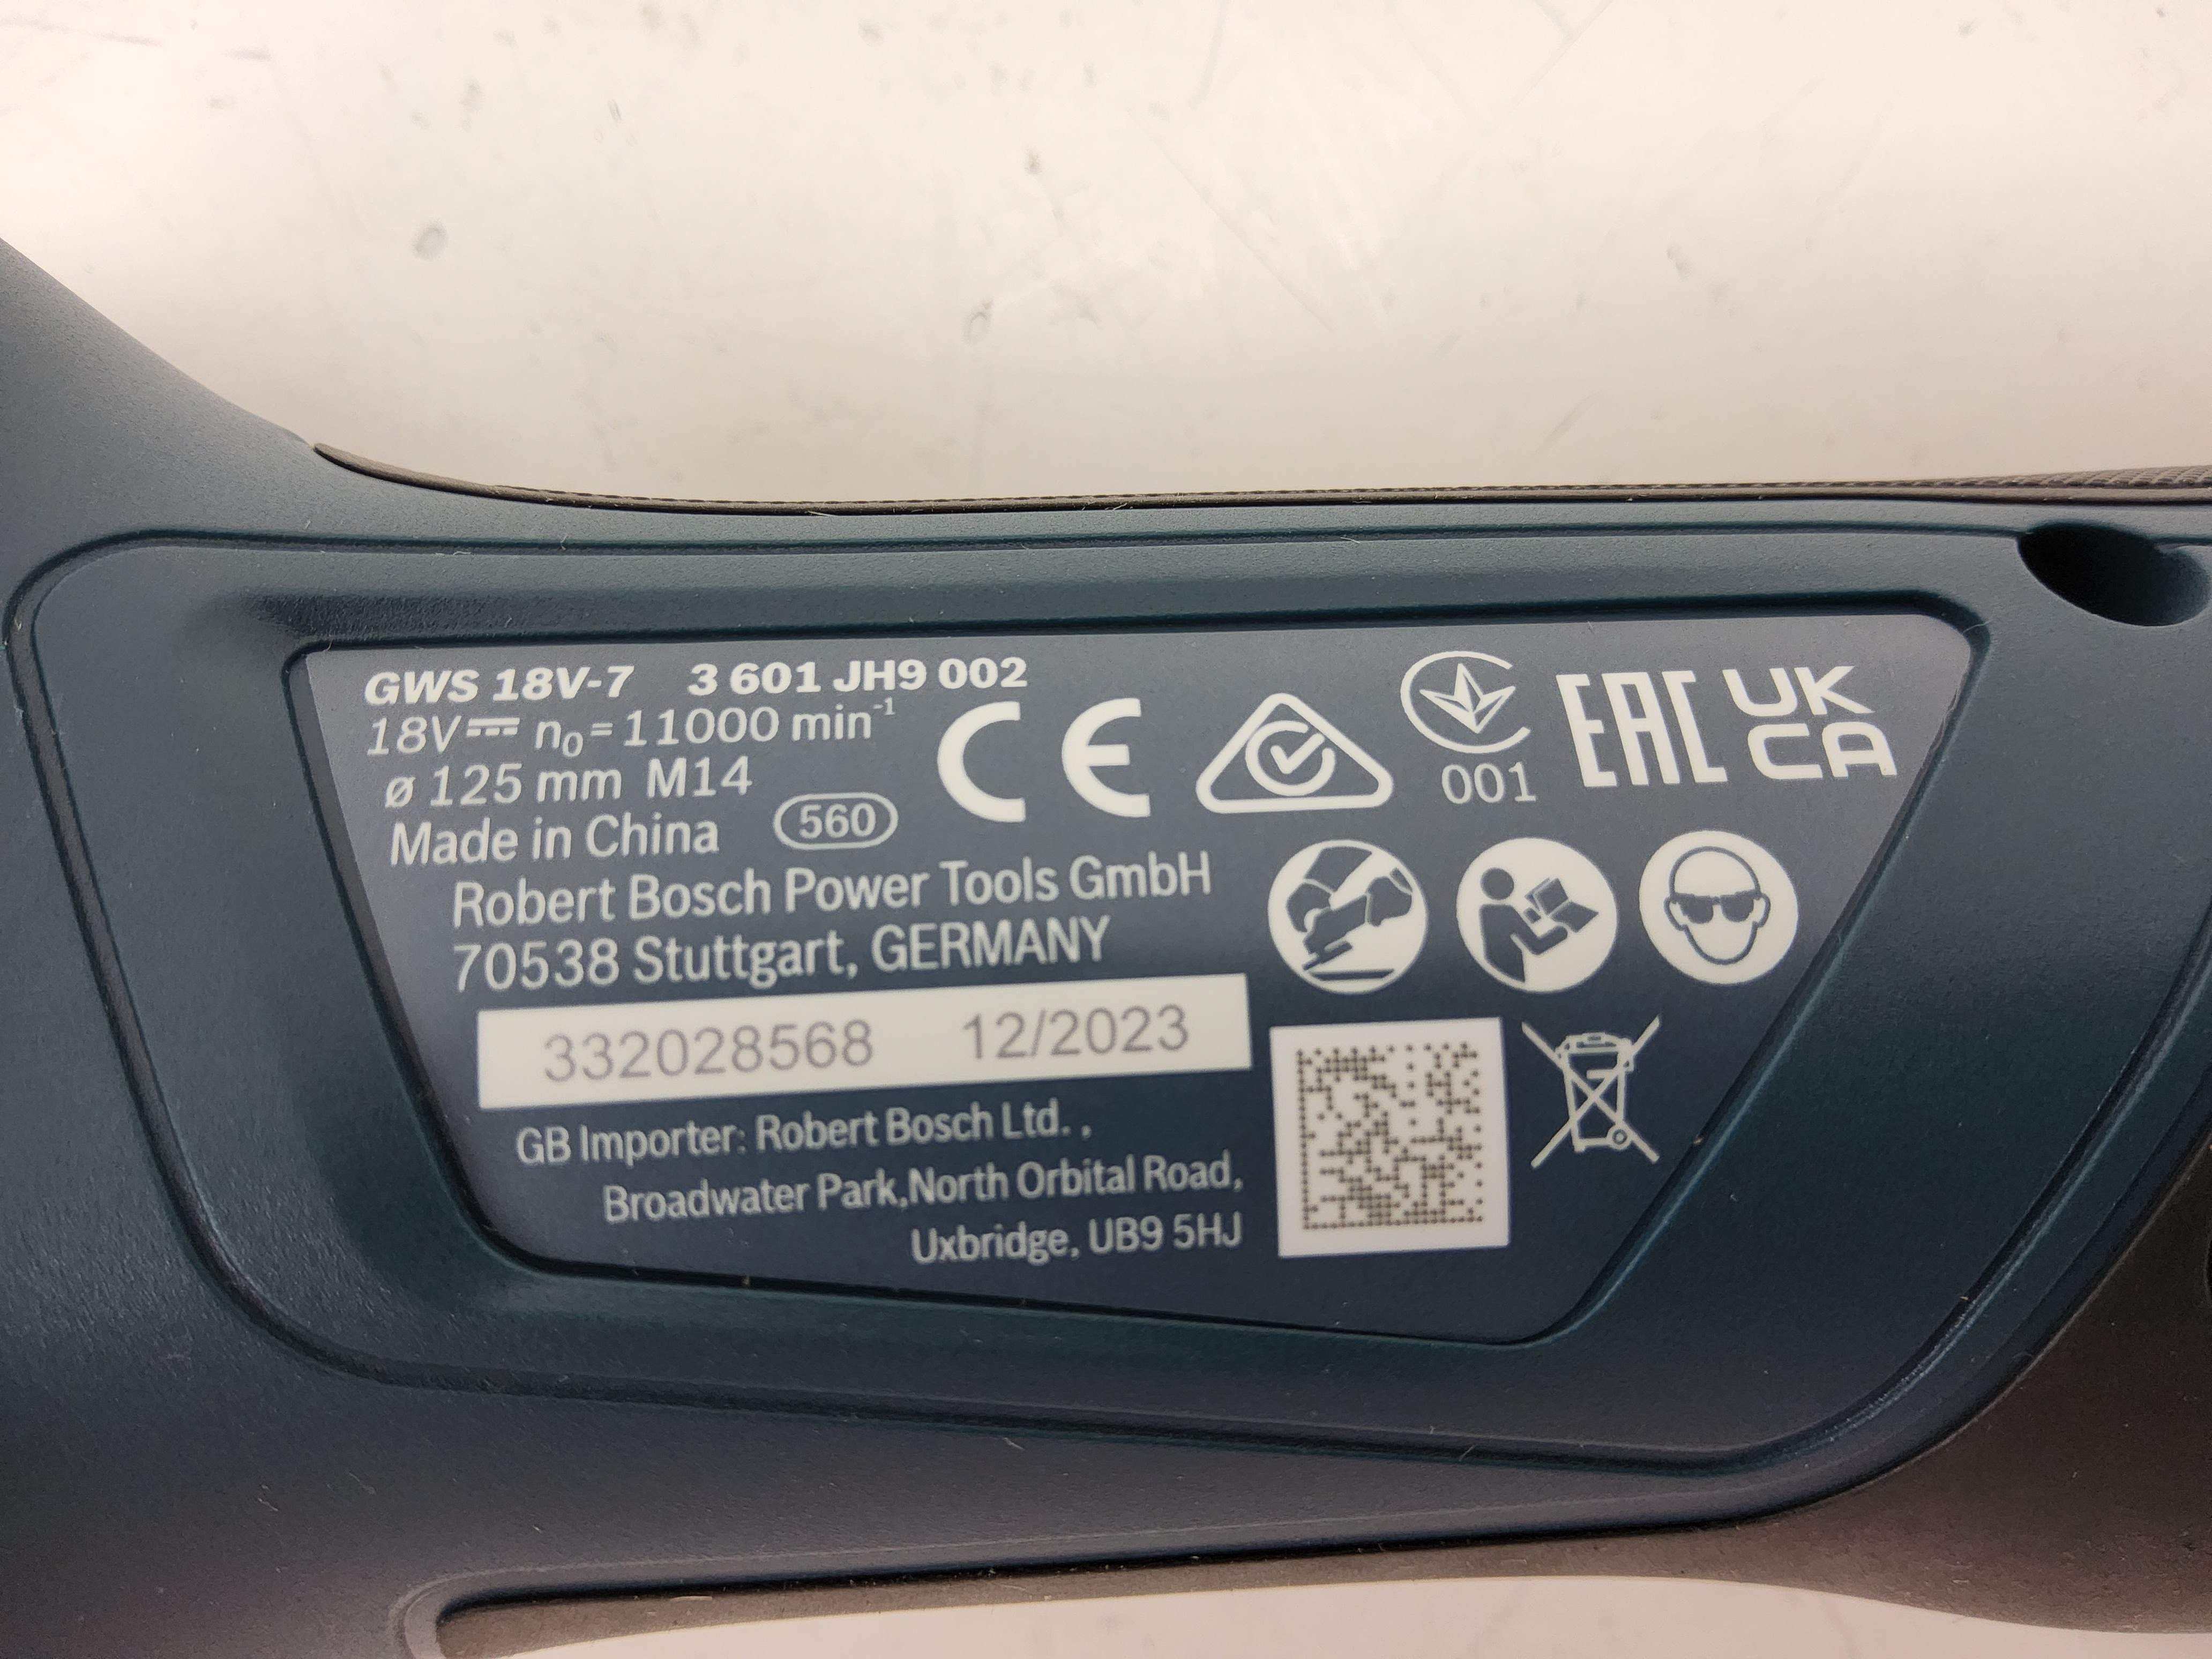 GWS 18V-7 3 601 JH9 002
18V⎓ n₀=11000 min⁻¹
ø 125 mm M14
Made in China 560
CE
001
EAC
UK
CA
Robert Bosch Power Tools GmbH
70538 Stuttgart, GERMANY
332028568 12/2023
GB Importer: Robert Bosch Ltd. ,
Broadwater Park,North Orbital Road,
Uxbridge, UB9 5HJ